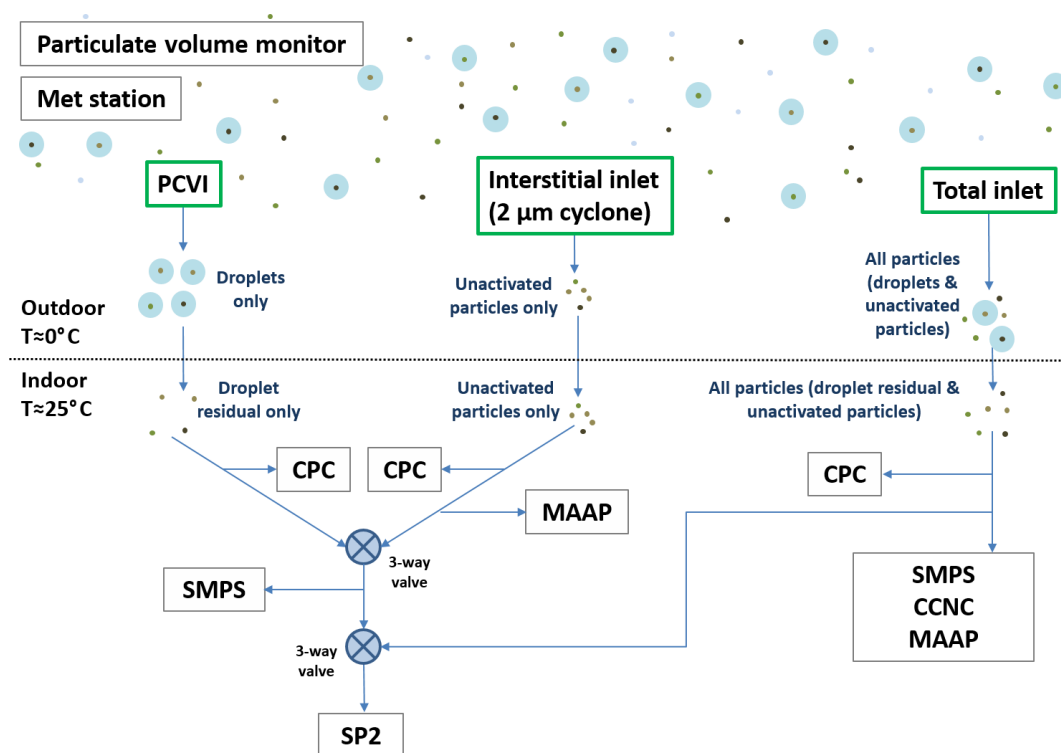 Particulate volume monitor
Met station
PCVI
Interstitial inlet
(2 µm cyclone)
Total inlet
Droplets
only
Unactivated
particles only
All particles
(droplets &
unactivated
particles)
Outdoor
T≈0°C
Indoor
T≈25°C
Droplet
residual only
Unactivated
particles only
All particles (droplet residual &
unactivated particles)
CPC
CPC
CPC
MAAP
3-way
valve
SMPS
SMPS
CCNC
MAAP
3-way
valve
SP2